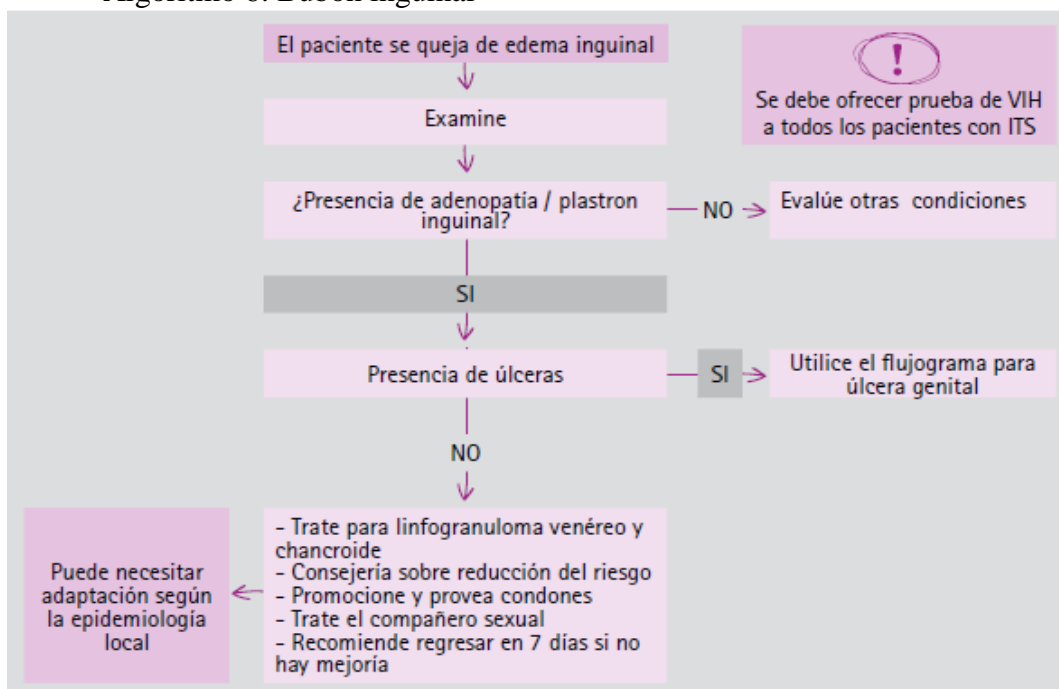 Algoritmo 6. Bubón inguinal
El paciente se queja de edema inguinal
!
Se debe ofrecer prueba de VIH
a todos los pacientes con ITS
Examine
¿Presencia de adenopatía / plastron
inguinal?
NO
Evalúe otras condiciones
SI
Presencia de úlceras
SI
Utilice el flujograma para
úlcera genital
NO
- Trate para linfogranuloma venéreo y
chancroide
- Consejería sobre reducción del riesgo
- Promocione y provea condones
- Trate el compañero sexual
- Recomiende regresar en 7 días si no
hay mejoría
Puede necesitar
adaptación según
la epidemiología
local